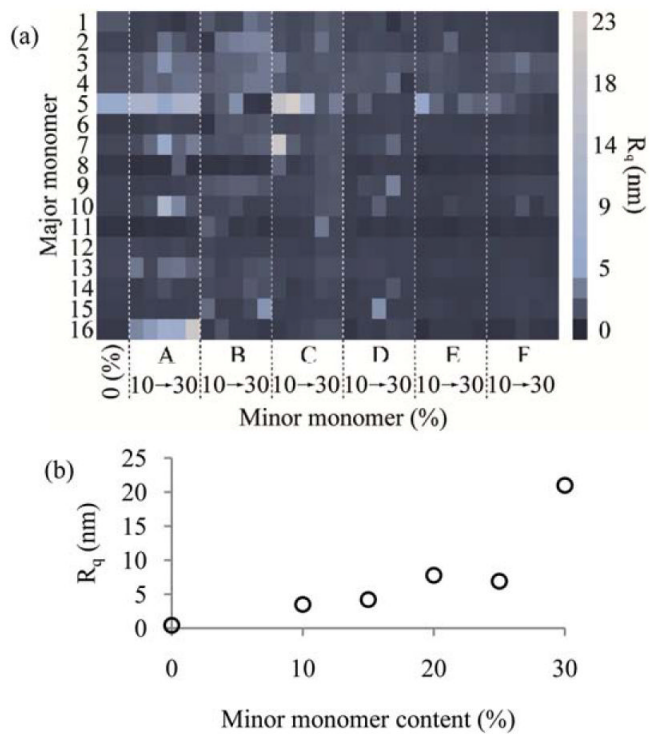 (a)
Major monomer
1
2
3
4
5
6
7
8
9
10
11
12
13
14
15
16
23
18
14
9
5
0
Rq (nm)
0 (%)
A B C D E F
10→30 10→30 10→30 10→30 10→30 10→30
Minor monomer (%)
(b)
Rq (nm)
25
20
15
10
5
0
0 10 20 30
Minor monomer content (%)